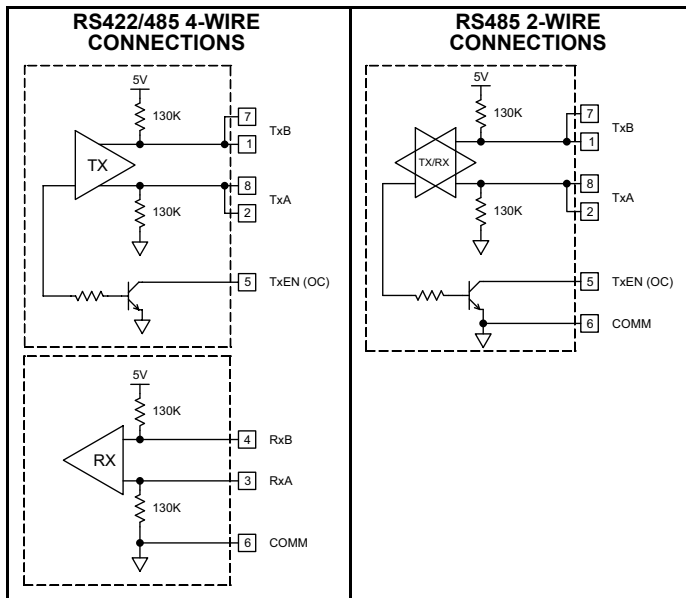 RS422/485 4-WIRE
CONNECTIONS
5V
130K
7
TxB
1
TX
8
TxA
130K
2
5
TxEN (OC)
5V
130K
4
RxB
RX
3
RxA
130K
6
COMM
RS485 2-WIRE
CONNECTIONS
5V
130K
7
TxB
1
TX/RX
8
TxA
130K
2
5
TxEN (OC)
6
COMM